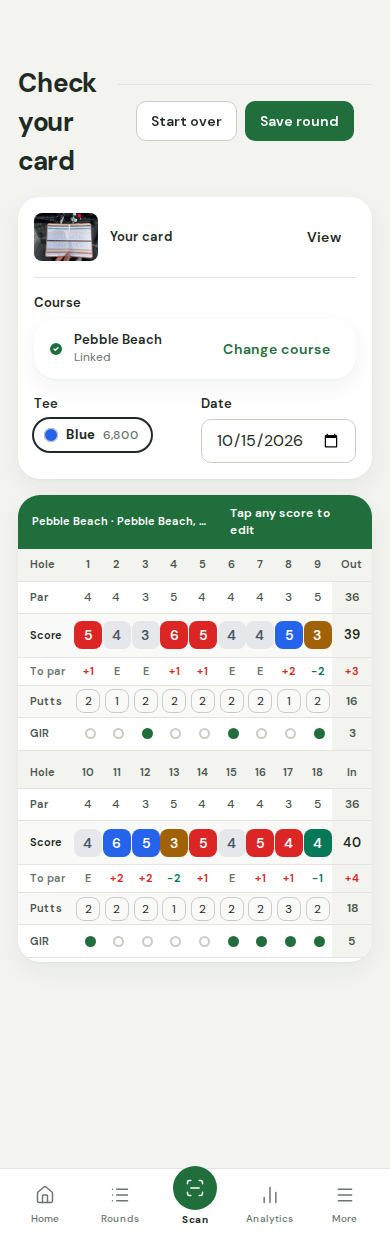 Check your card
Start over
Save round
Your card
View
Course
Pebble Beach
Linked
Change course
Tee
Date
Blue 6,800
10/15/2026
Pebble Beach · Pebble Beach, ...
Tap any score to edit
Hole 1 2 3 4 5 6 7 8 9 Out
Par 4 4 3 5 4 4 4 3 5 36
Score 5 4 3 6 5 4 4 5 3 39
To par +1 E E +1 +1 E E +2 -2 +3
Putts 2 1 2 2 2 2 2 1 2 16
GIR 3
Hole 10 11 12 13 14 15 16 17 18 In
Par 4 4 3 5 4 4 4 3 5 36
Score 4 6 5 3 5 4 5 4 4 40
To par E +2 +2 -2 +1 E +1 +1 -1 +4
Putts 2 2 2 1 2 2 2 3 2 18
GIR 5
Home
Rounds
Scan
Analytics
More